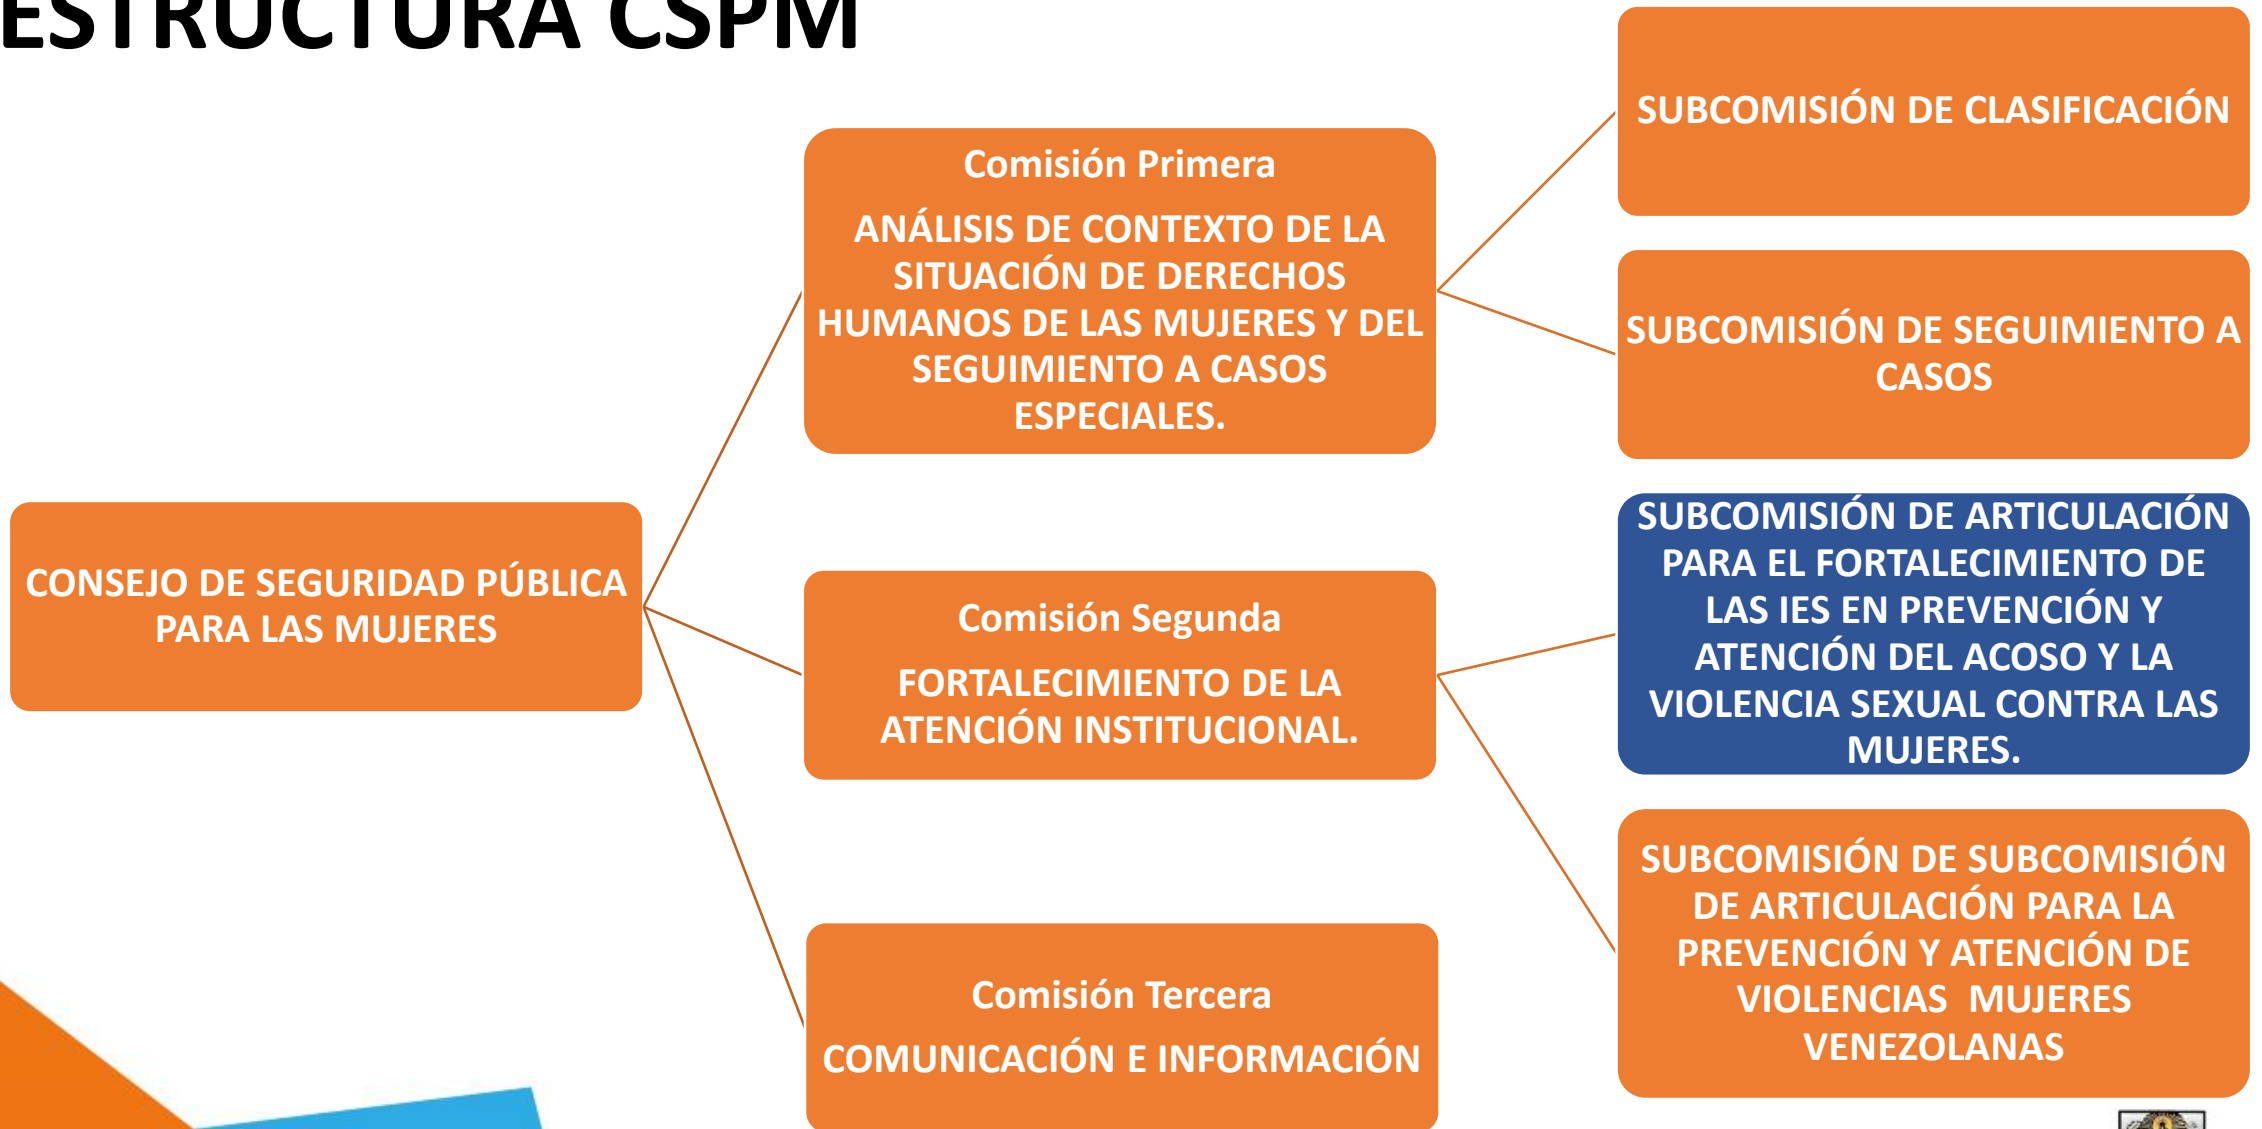 ESTRUCTURA CSPM
CONSEJO DE SEGURIDAD PÚBLICA
PARA LAS MUJERES
Comisión Primera
ANÁLISIS DE CONTEXTO DE LA
SITUACIÓN DE DERECHOS
HUMANOS DE LAS MUJERES Y DEL
SEGUIMIENTO A CASOS
ESPECIALES.
SUBCOMISIÓN DE CLASIFICACIÓN
SUBCOMISIÓN DE SEGUIMIENTO A
CASOS
Comisión Segunda
FORTALECIMIENTO DE LA
ATENCIÓN INSTITUCIONAL.
SUBCOMISIÓN DE ARTICULACIÓN
PARA EL FORTALECIMIENTO DE
LAS IES EN PREVENCIÓN Y
ATENCIÓN DEL ACOSO Y LA
VIOLENCIA SEXUAL CONTRA LAS
MUJERES.
SUBCOMISIÓN DE SUBCOMISIÓN
DE ARTICULACIÓN PARA LA
PREVENCIÓN Y ATENCIÓN DE
VIOLENCIAS  MUJERES
VENEZOLANAS
Comisión Tercera
COMUNICACIÓN E INFORMACIÓN